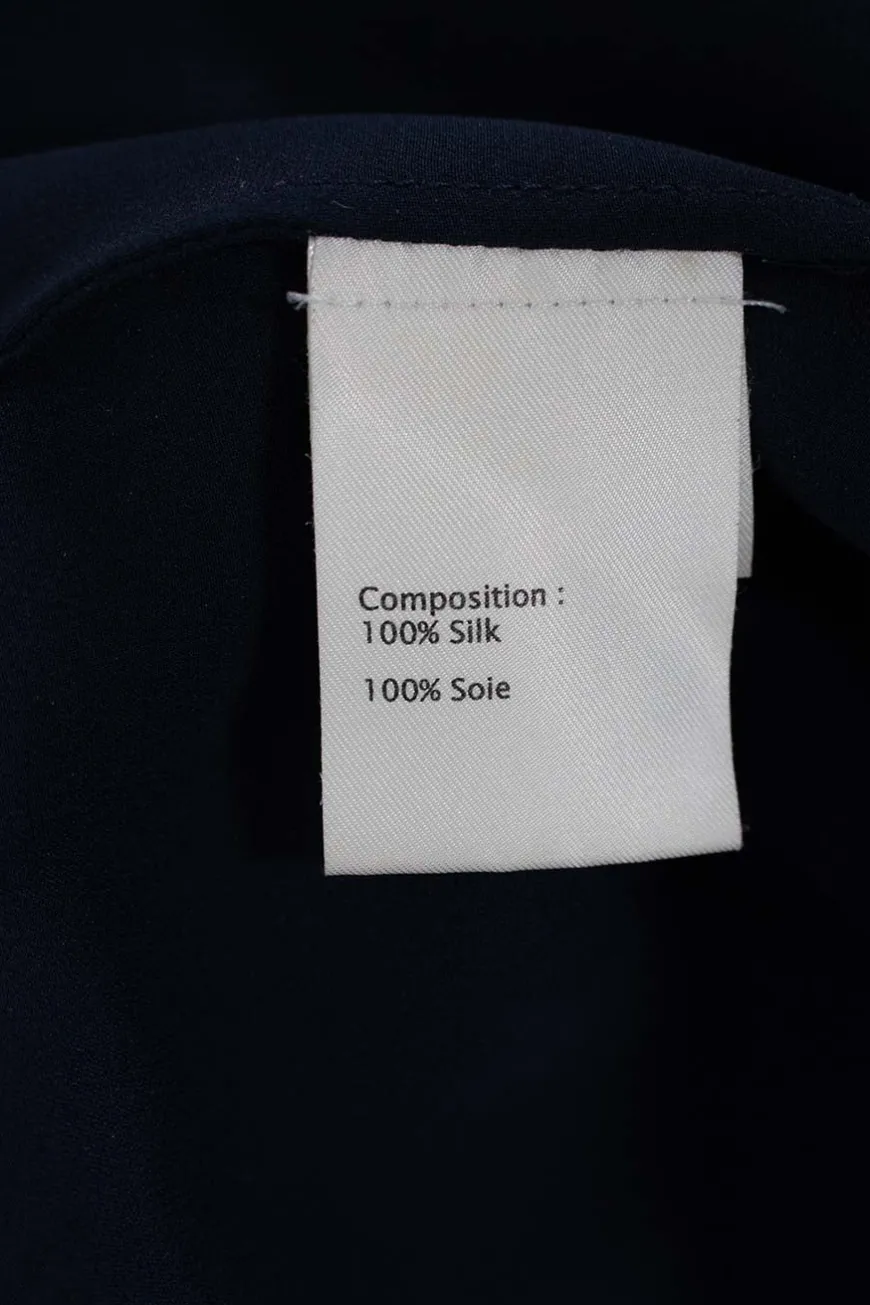 Composition :
100% Silk
100% Soie